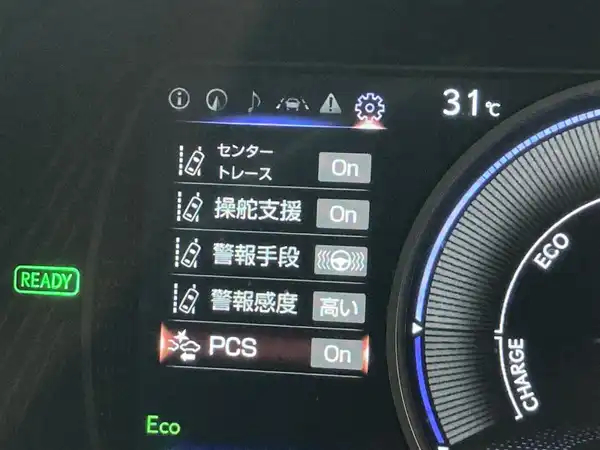 31℃
センター
トレース On
操舵支援 On
警報手段
警報感度 高い
PCS On
READY
Eco
ECO
CHARGE